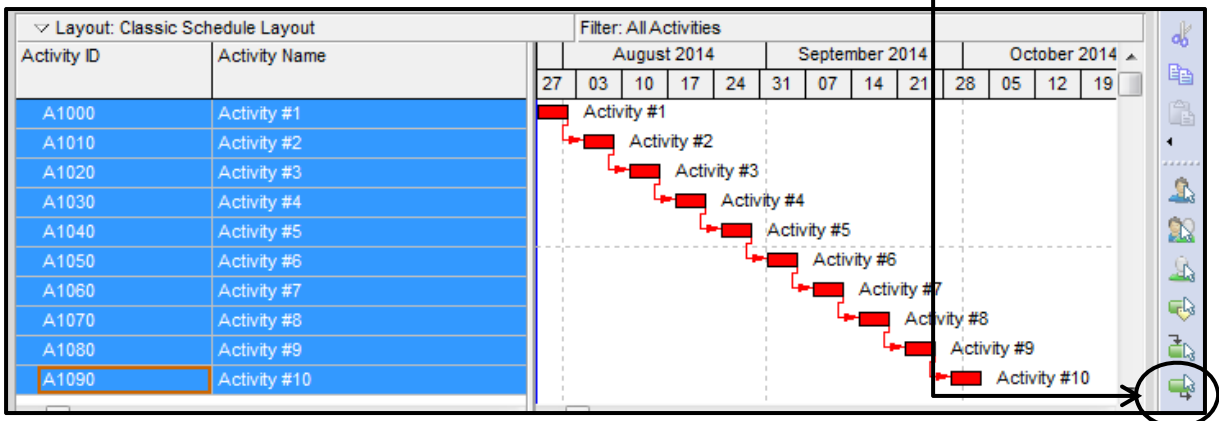 Layout: Classic Schedule Layout Filter: All Activities
Activity ID Activity Name August 2014 September 2014 October 2014
27 03 10 17 24 31 07 14 21 28 05 12 19
A1000 Activity #1 Activity #1
A1010 Activity #2 Activity #2
A1020 Activity #3 Activity #3
A1030 Activity #4 Activity #4
A1040 Activity #5 Activity #5
A1050 Activity #6 Activity #6
A1060 Activity #7 Activity #7
A1070 Activity #8 Activity #8
A1080 Activity #9 Activity #9
A1090 Activity #10 Activity #10